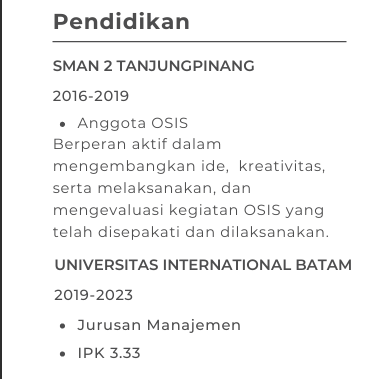 Pendidikan
SMAN 2 TANJUNGPINANG
2016-2019
• Anggota OSIS
Berperan aktif dalam
mengembangkan ide, kreativitas,
serta melaksanakan, dan
mengevaluasi kegiatan OSIS yang
telah disepakati dan dilaksanakan.
UNIVERSITAS INTERNATIONAL BATAM
2019-2023
• Jurusan Manajemen
• IPK 3.33